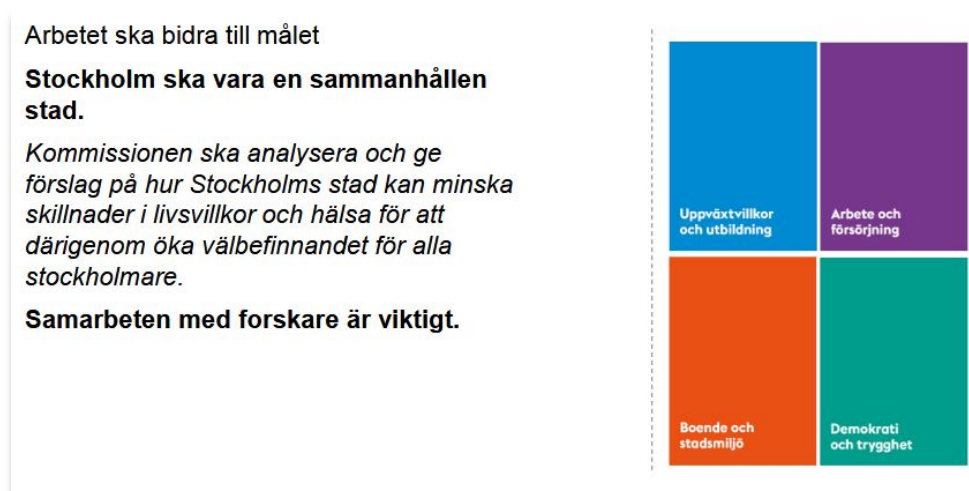 Arbetet ska bidra till målet
Stockholm ska vara en sammanhållen
stad.
Kommissionen ska analysera och ge
förslag på hur Stockholms stad kan minska
skillnader i livsvillkor och hälsa för att
därigenom öka välbefinnandet för alla
stockholmare.
Samarbeten med forskare är viktigt.
Uppväxtvillkor
och utbildning
Arbete och
försörjning
Boende och
stadsmiljö
Demokrati
och trygghet